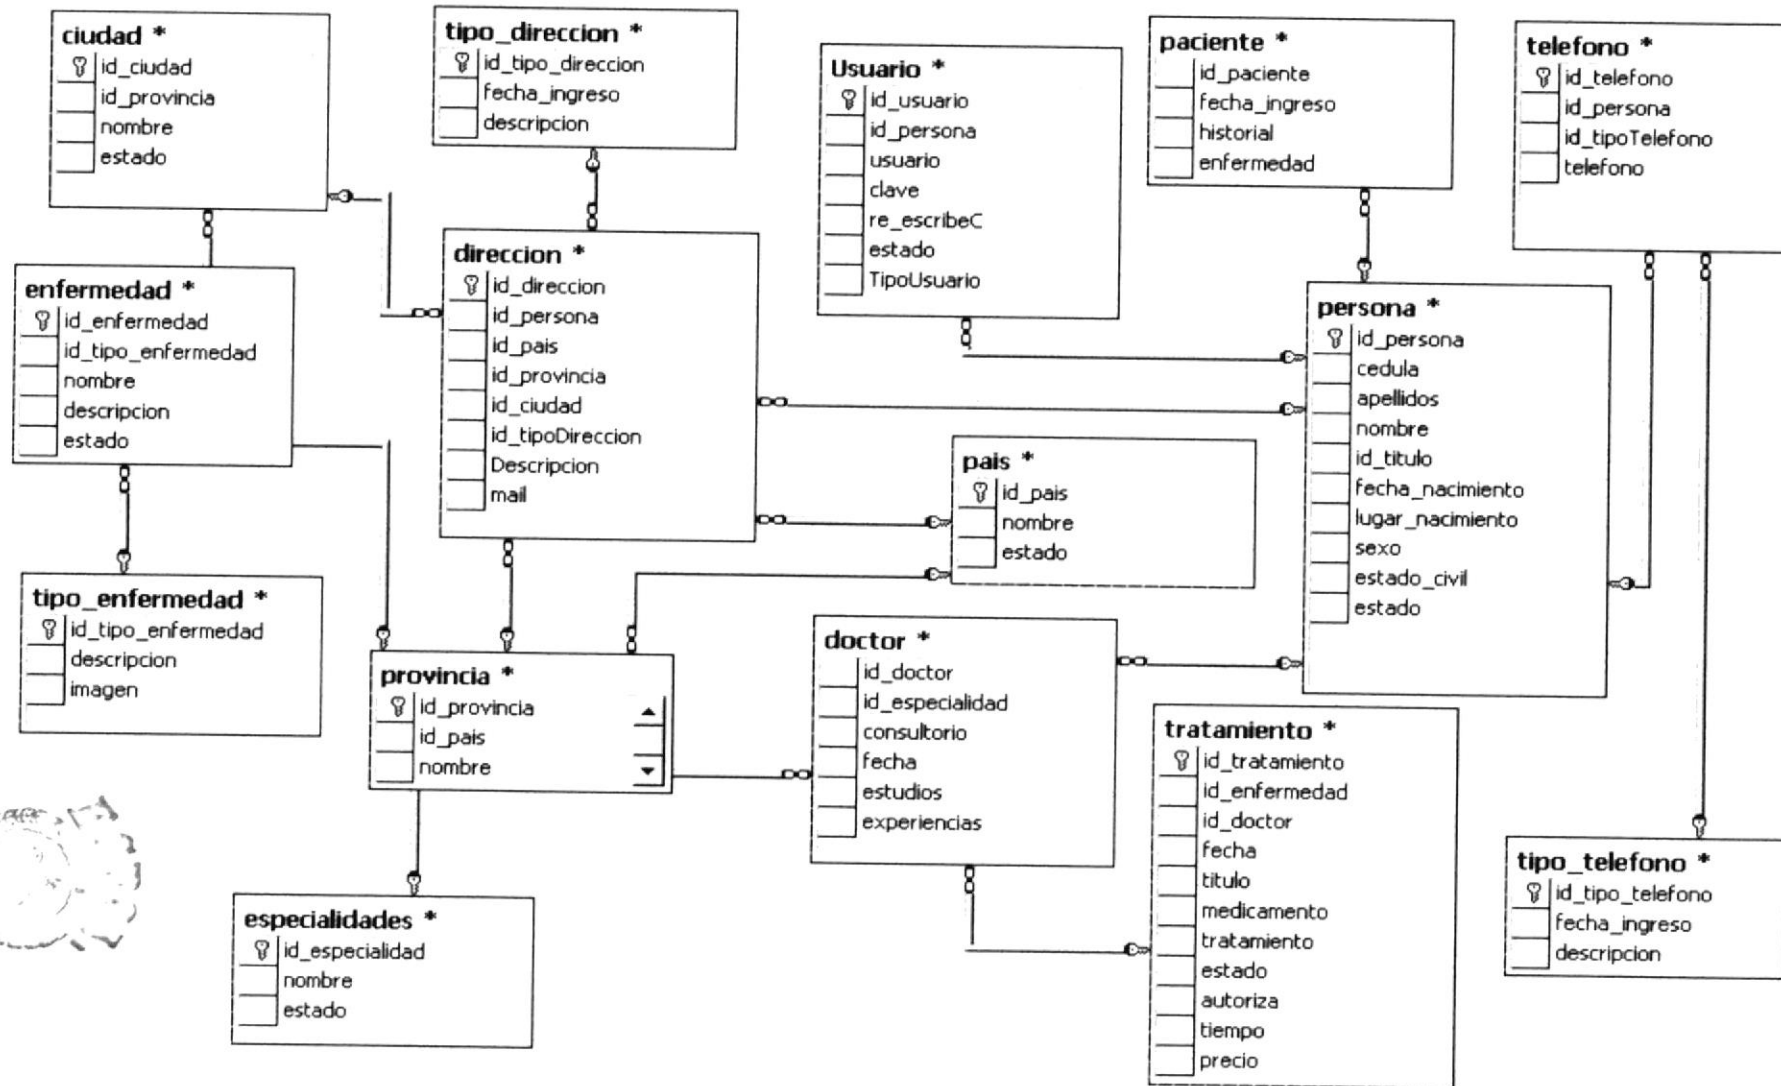 ciudad *
id_ciudad
id_provincia
nombre
estado
tipo_direccion *
id_tipo_direccion
fecha_ingreso
descripcion
Usuario *
id_usuario
id_persona
usuario
clave
re_escribeC
estado
TipoUsuario
paciente *
id_paciente
fecha_ingreso
historial
enfermedad
telefono *
id_telefono
id_persona
id_tipoTelefono
telefono
enfermedad *
id_enfermedad
id_tipo_enfermedad
nombre
descripcion
estado
direccion *
id_direccion
id_persona
id_pais
id_provincia
id_ciudad
id_tipoDireccion
Descripcion
mail
persona *
id_persona
cedula
apellidos
nombre
id_titulo
fecha_nacimiento
lugar_nacimiento
sexo
estado_civil
estado
pais *
id_pais
nombre
estado
tipo_enfermedad *
id_tipo_enfermedad
descripcion
imagen
provincia *
id_provincia
id_pais
nombre
doctor *
id_doctor
id_especialidad
consultorio
fecha
estudios
experiencias
tratamiento *
id_tratamiento
id_enfermedad
id_doctor
fecha
titulo
medicamento
tratamiento
estado
autoriza
tiempo
precio
tipo_telefono *
id_tipo_telefono
fecha_ingreso
descripcion
especialidades *
id_especialidad
nombre
estado